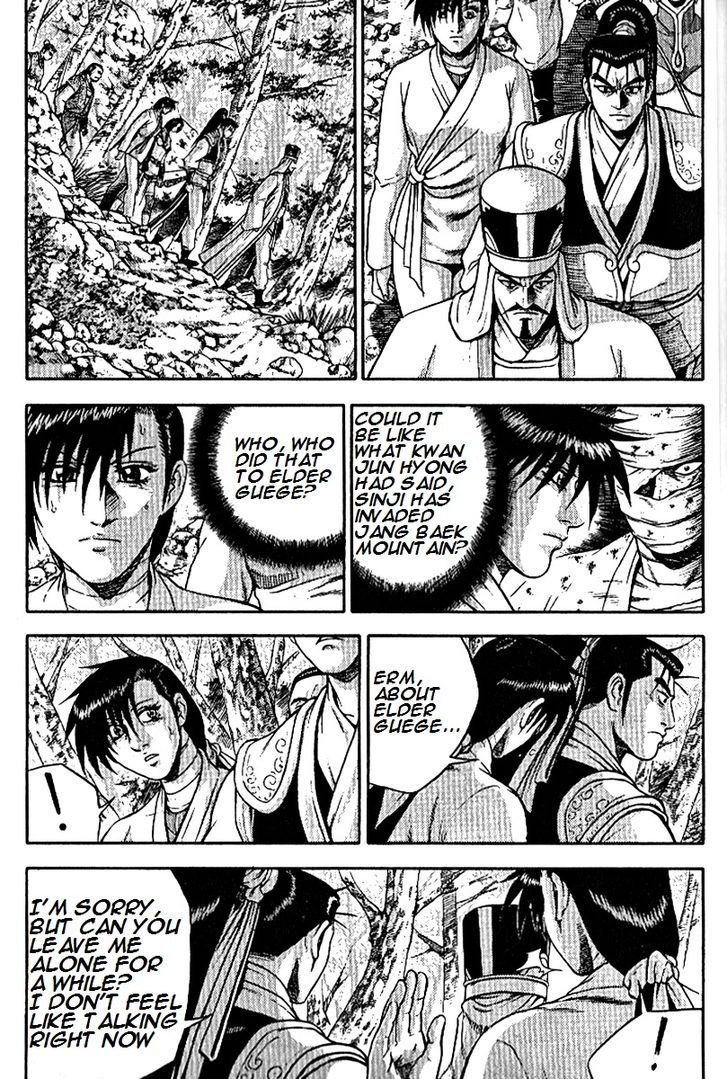 WHO, WHO
DID THAT
TO ELDER
GUEGE?
COULD IT
BE LIKE
WHAT KWAN
JUN HYONG
HAD SAID,
SINJI HAS
INVADED
JANG BAEK
MOUNTAIN?
!
ERM,
ABOUT
ELDER
GUEGE...
I'M SORRY,
BUT CAN YOU
LEAVE ME
ALONE FOR
A WHILE?
I DON'T FEEL
LIKE TALKING
RIGHT NOW
!